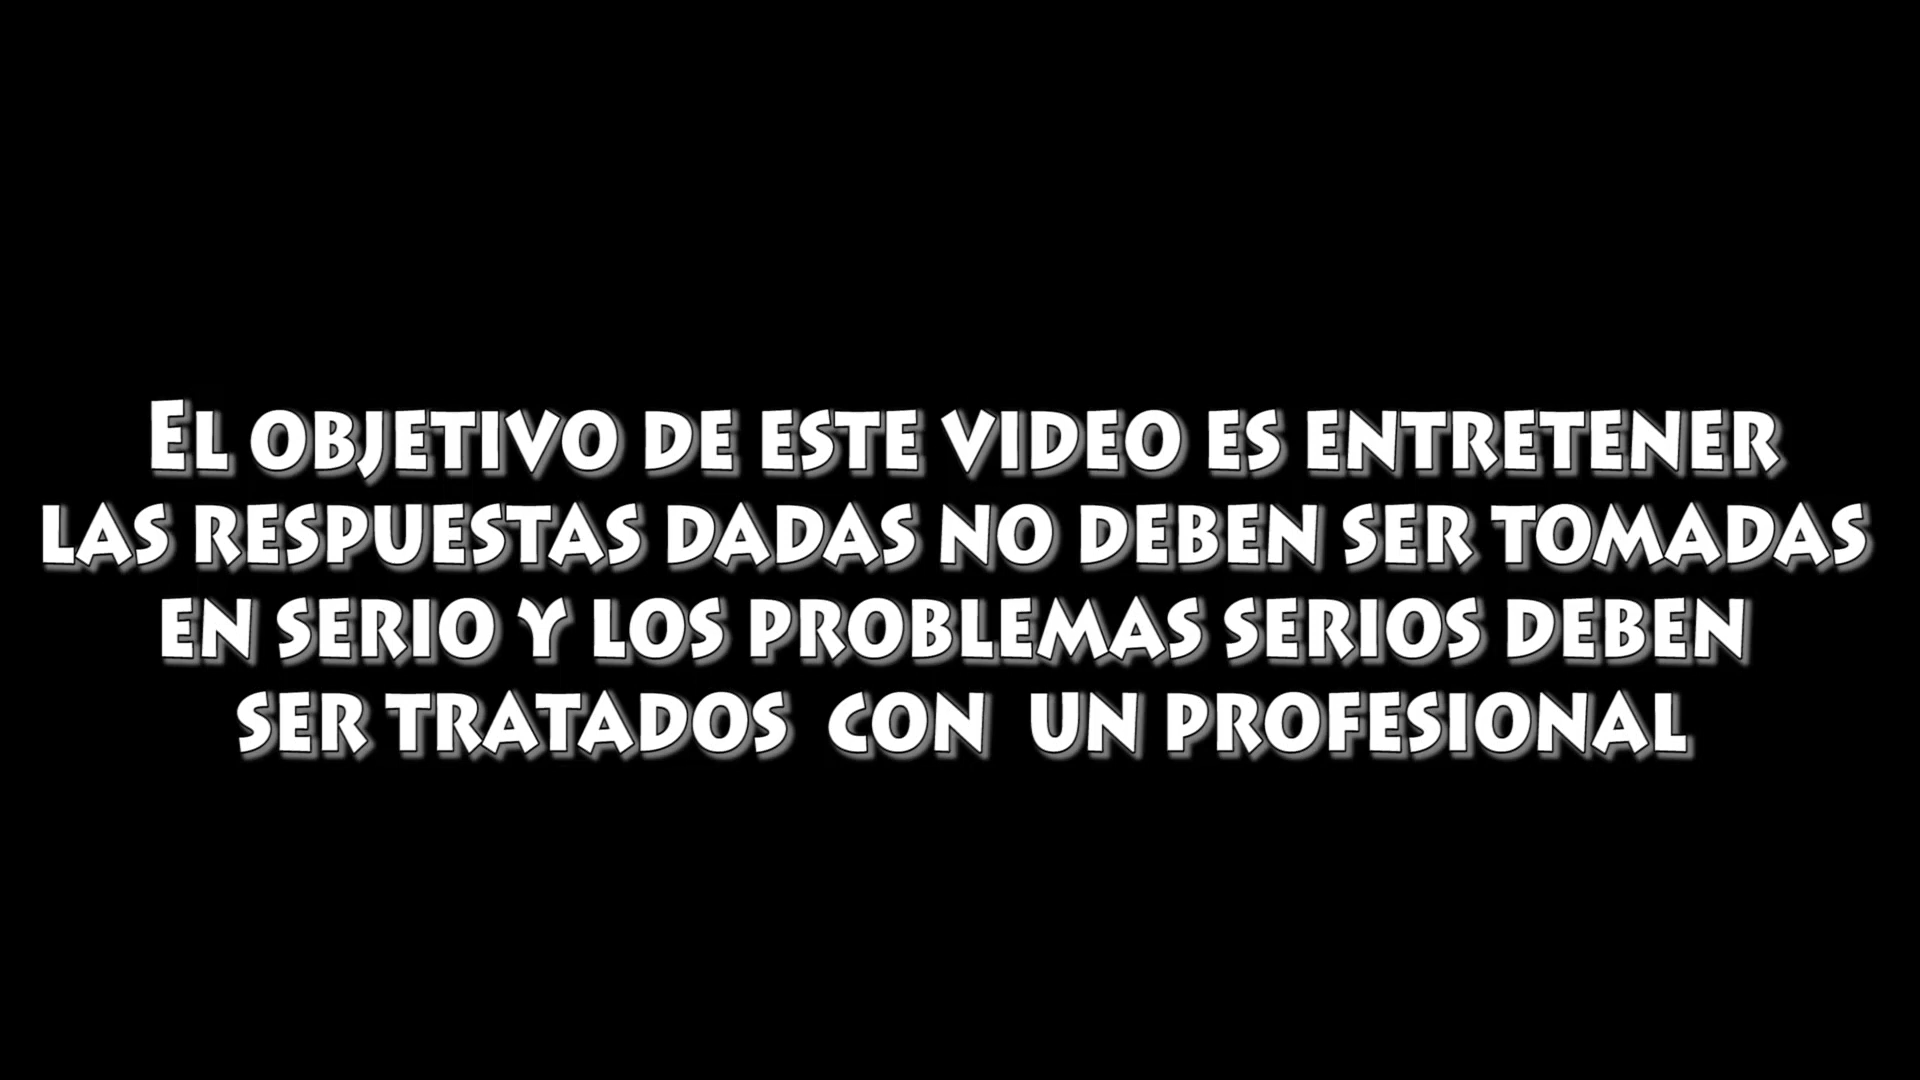 El objetivo de este video es entretener
las respuestas dadas no deben ser tomadas
en serio y los problemas serios deben
ser tratados con un profesional